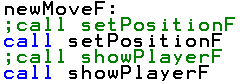 newMoveF:
;call setPositionF
call setPositionF
;call showPlayerF
call showPlayerF